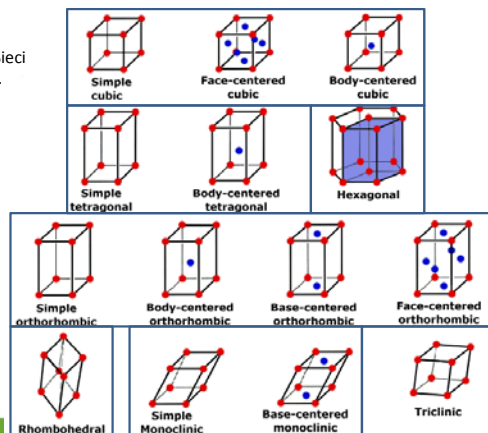 Sieci
Simple
cubic
Face-centered
cubic
Body-centered
cubic
Simple
tetragonal
Body-centered
tetragonal
Hexagonal
Simple
orthorhombic
Body-centered
orthorhombic
Base-centered
orthorhombic
Face-centered
orthorhombic
Rhombohedral
Simple
Monoclinic
Base-centered
monoclinic
Triclinic